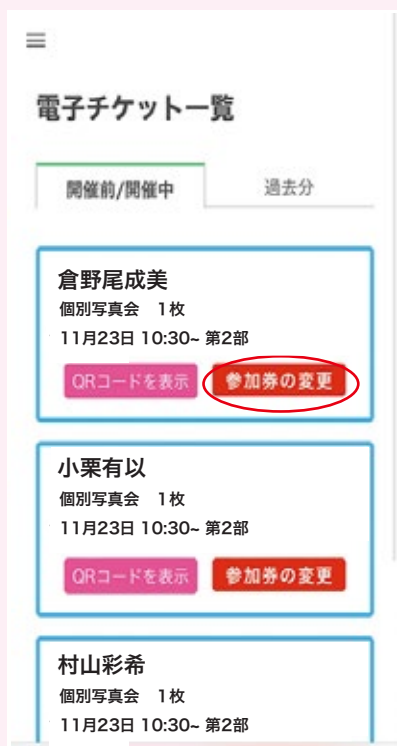 電子チケット一覧
開催前/開催中 過去分
倉野尾成美
個別写真会 1枚
11月23日 10:30~ 第2部
QRコードを表示 参加券の変更
小栗有以
個別写真会 1枚
11月23日 10:30~ 第2部
QRコードを表示 参加券の変更
村山彩希
個別写真会 1枚
11月23日 10:30~ 第2部